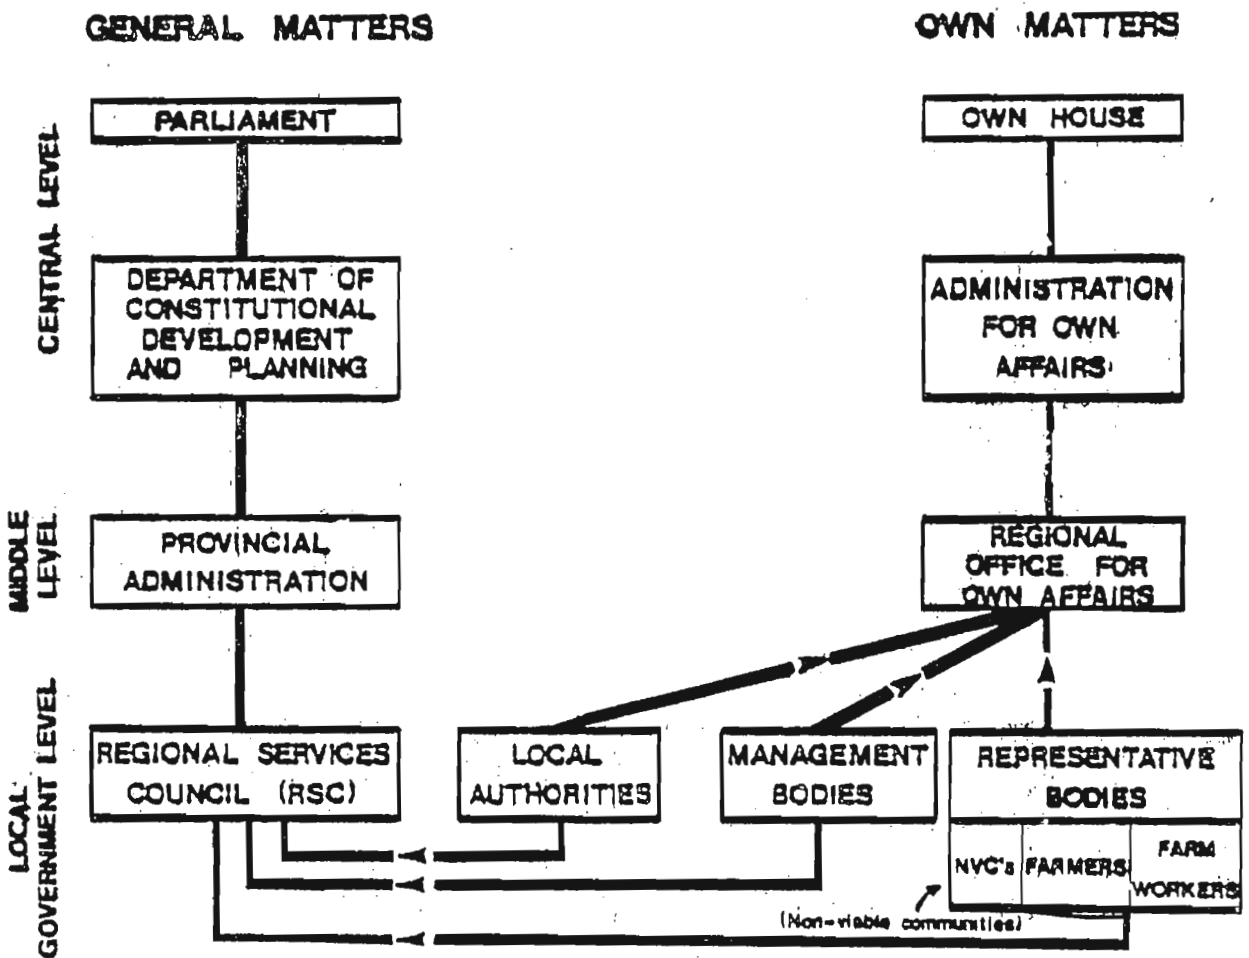 GENERAL MATTERS
OWN MATTERS
CENTRAL LEVEL
PARLIAMENT
OWN HOUSE
DEPARTMENT OF
CONSTITUTIONAL
DEVELOPMENT
AND PLANNING
ADMINISTRATION
FOR OWN
AFFAIRS
MIDDLE
LEVEL
PROVINCIAL
ADMINISTRATION
REGIONAL
OFFICE FOR
OWN AFFAIRS
LOCAL
GOVERNMENT LEVEL
REGIONAL SERVICES
COUNCIL (RSC)
LOCAL
AUTHORITIES
MANAGEMENT
BODIES
REPRESENTATIVE
BODIES
NVC's
FARMERS
FARM
WORKERS
(Non-viable communities)